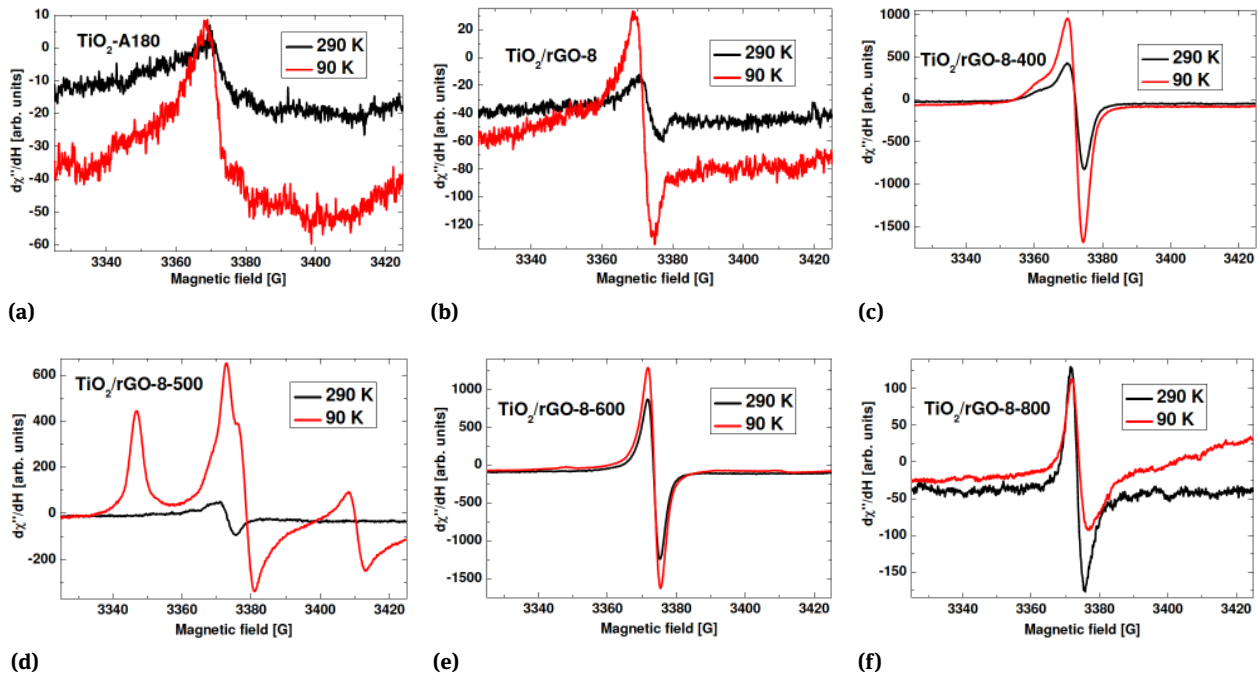 TiO2-A180
290 K
90 K
10
0
-10
-20
-30
-40
-50
-60
3340
3360
3380
3400
3420
dχ''/dH [arb. units]
Magnetic field [G]
(a)
TiO2/rGO-8
290 K
90 K
40
0
-40
-80
-120
3340
3360
3380
3400
3420
dχ''/dH [arb. units]
Magnetic field [G]
(b)
TiO2/rGO-8-400
290 K
90 K
1000
500
0
-500
-1000
-1500
3340
3360
3380
3400
3420
dχ''/dH [arb. units]
Magnetic field [G]
(c)
TiO2/rGO-8-500
290 K
90 K
600
400
200
0
-200
3340
3360
3380
3400
3420
dχ''/dH [arb. units]
Magnetic field [G]
(d)
TiO2/rGO-8-600
290 K
90 K
1000
500
0
-500
-1000
-1500
3340
3360
3380
3400
3420
dχ''/dH [arb. units]
Magnetic field [G]
(e)
TiO2/rGO-8-800
290 K
90 K
100
50
0
-50
-100
-150
3340
3360
3380
3400
3420
dχ''/dH [arb. units]
Magnetic field [G]
(f)